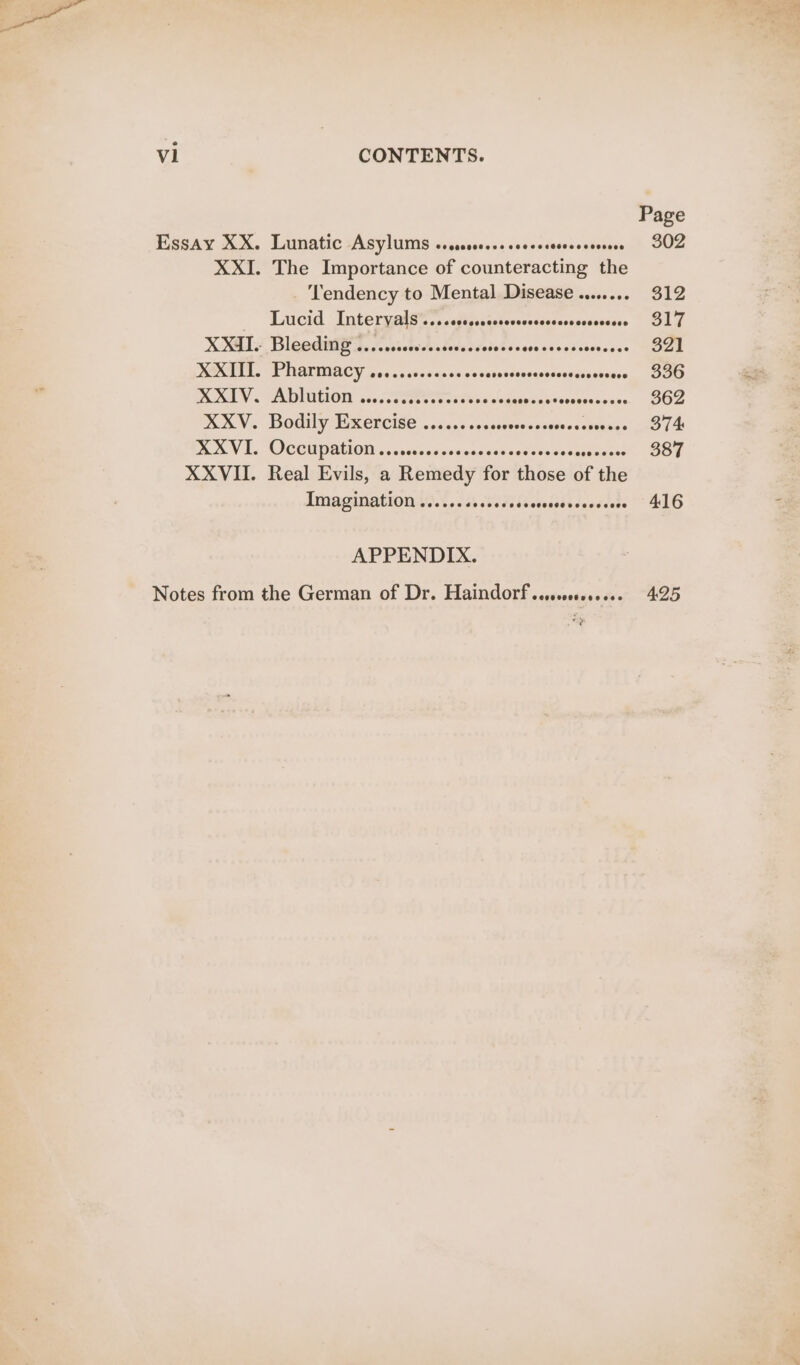 vi CONTENTS.
Page
Essay XX. Lunatic Asylums ........................... 302
XXI. The Importance of counteracting the
Tendency to Mental Disease ........ 312
Lucid Intervals .............................. 317
XXII. Bleeding .................................... 321
XXIII. Pharmacy .................................... 336
XXIV. Ablution .................................... 362
XXV. Bodily Exercise .............................. 374
XXVI. Occupation .................................... 387
XXVII. Real Evils, a Remedy for those of the
Imagination .............................. 416
APPENDIX.
Notes from the German of Dr. Haindorf ............ 425